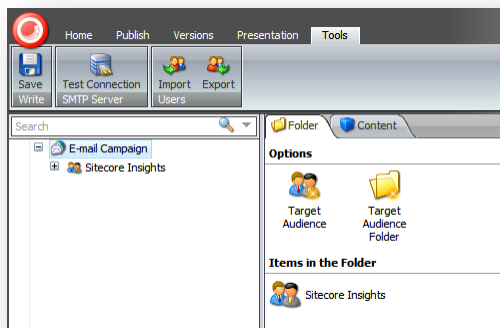 Home Publish Versions Presentation Tools
Save Test Connection Import Export
Write SMTP Server Users
Search
Folder Content
E-mail Campaign
Sitecore Insights
Options
Target Audience
Target Audience Folder
Items in the Folder
Sitecore Insights